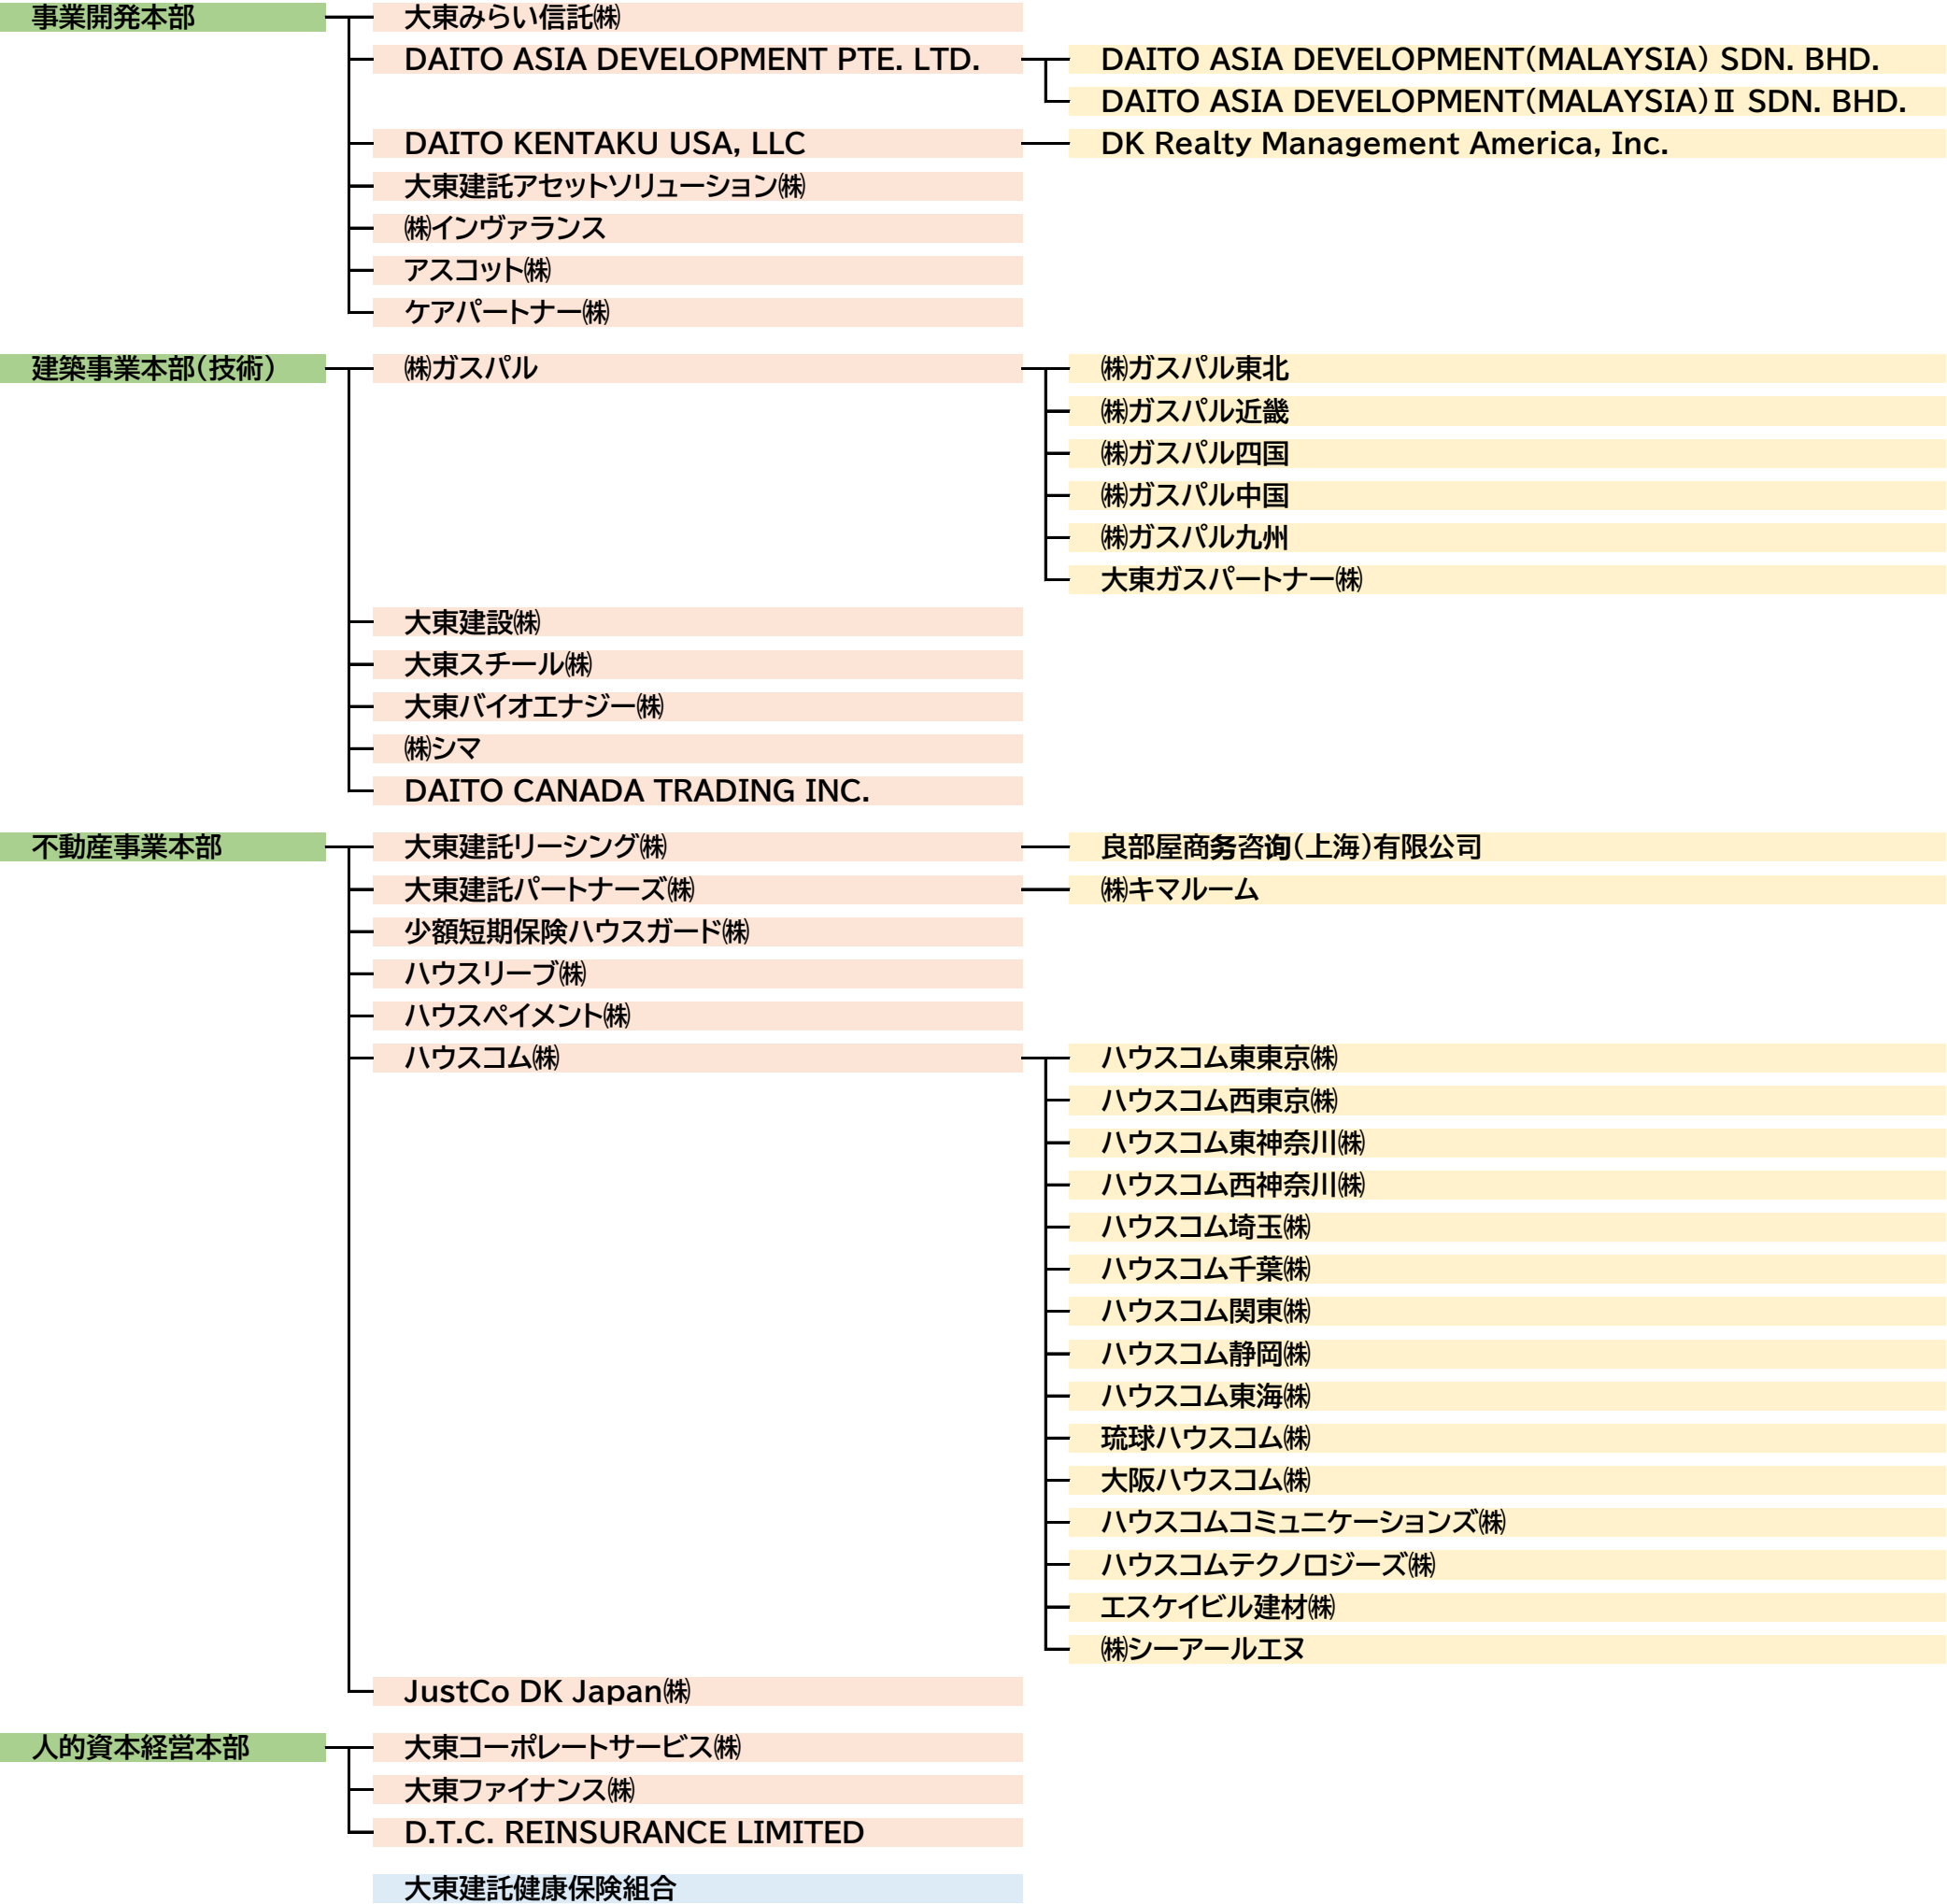 事業開発本部
大東みらい信託㈱
DAITO ASIA DEVELOPMENT PTE. LTD.
DAITO ASIA DEVELOPMENT(MALAYSIA) SDN. BHD.
DAITO ASIA DEVELOPMENT(MALAYSIA)Ⅱ SDN. BHD.
DAITO KENTAKU USA, LLC
DK Realty Management America, Inc.
大東建託アセットソリューション㈱
㈱インヴァランス
アスコット㈱
ケアパートナー㈱
建築事業本部(技術)
㈱ガスパル
㈱ガスパル東北
㈱ガスパル近畿
㈱ガスパル四国
㈱ガスパル中国
㈱ガスパル九州
大東ガスパートナー㈱
大東建設㈱
大東スチール㈱
大東バイオエナジー㈱
㈱シマ
DAITO CANADA TRADING INC.
不動産事業本部
大東建託リーシング㈱
良部屋商务咨询(上海)有限公司
大東建託パートナーズ㈱
㈱キマルーム
少額短期保険ハウスガード㈱
ハウスリーブ㈱
ハウスペイメント㈱
ハウスコム㈱
ハウスコム東東京㈱
ハウスコム西東京㈱
ハウスコム東神奈川㈱
ハウスコム西神奈川㈱
ハウスコム埼玉㈱
ハウスコム千葉㈱
ハウスコム関東㈱
ハウスコム静岡㈱
ハウスコム東海㈱
琉球ハウスコム㈱
大阪ハウスコム㈱
ハウスコムコミュニケーションズ㈱
ハウスコムテクノロジーズ㈱
エスケイビル建材㈱
㈱シーアールエヌ
JustCo DK Japan㈱
人的資本経営本部
大東コーポレートサービス㈱
大東ファイナンス㈱
D.T.C. REINSURANCE LIMITED
大東建託健康保険組合